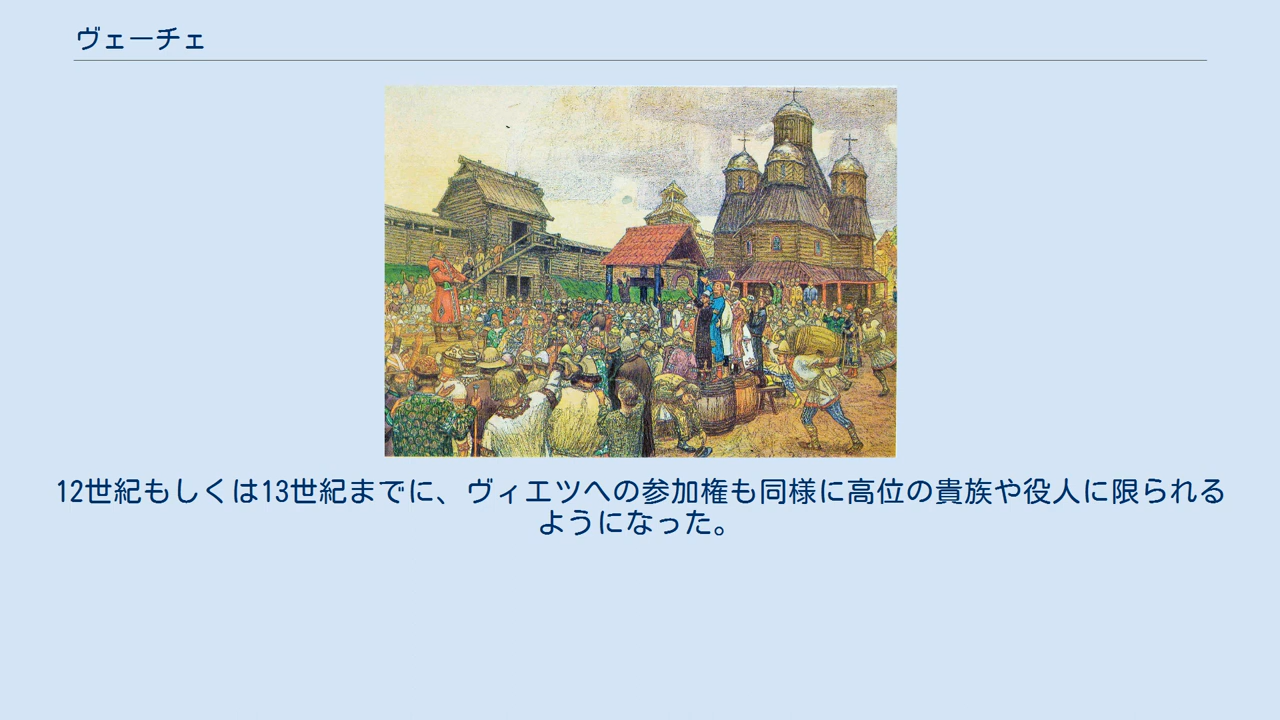 ヴェーチェ
12世紀もしくは13世紀までに、ヴィエツへの参加権も同様に高位の貴族や役人に限られる
ようになった。